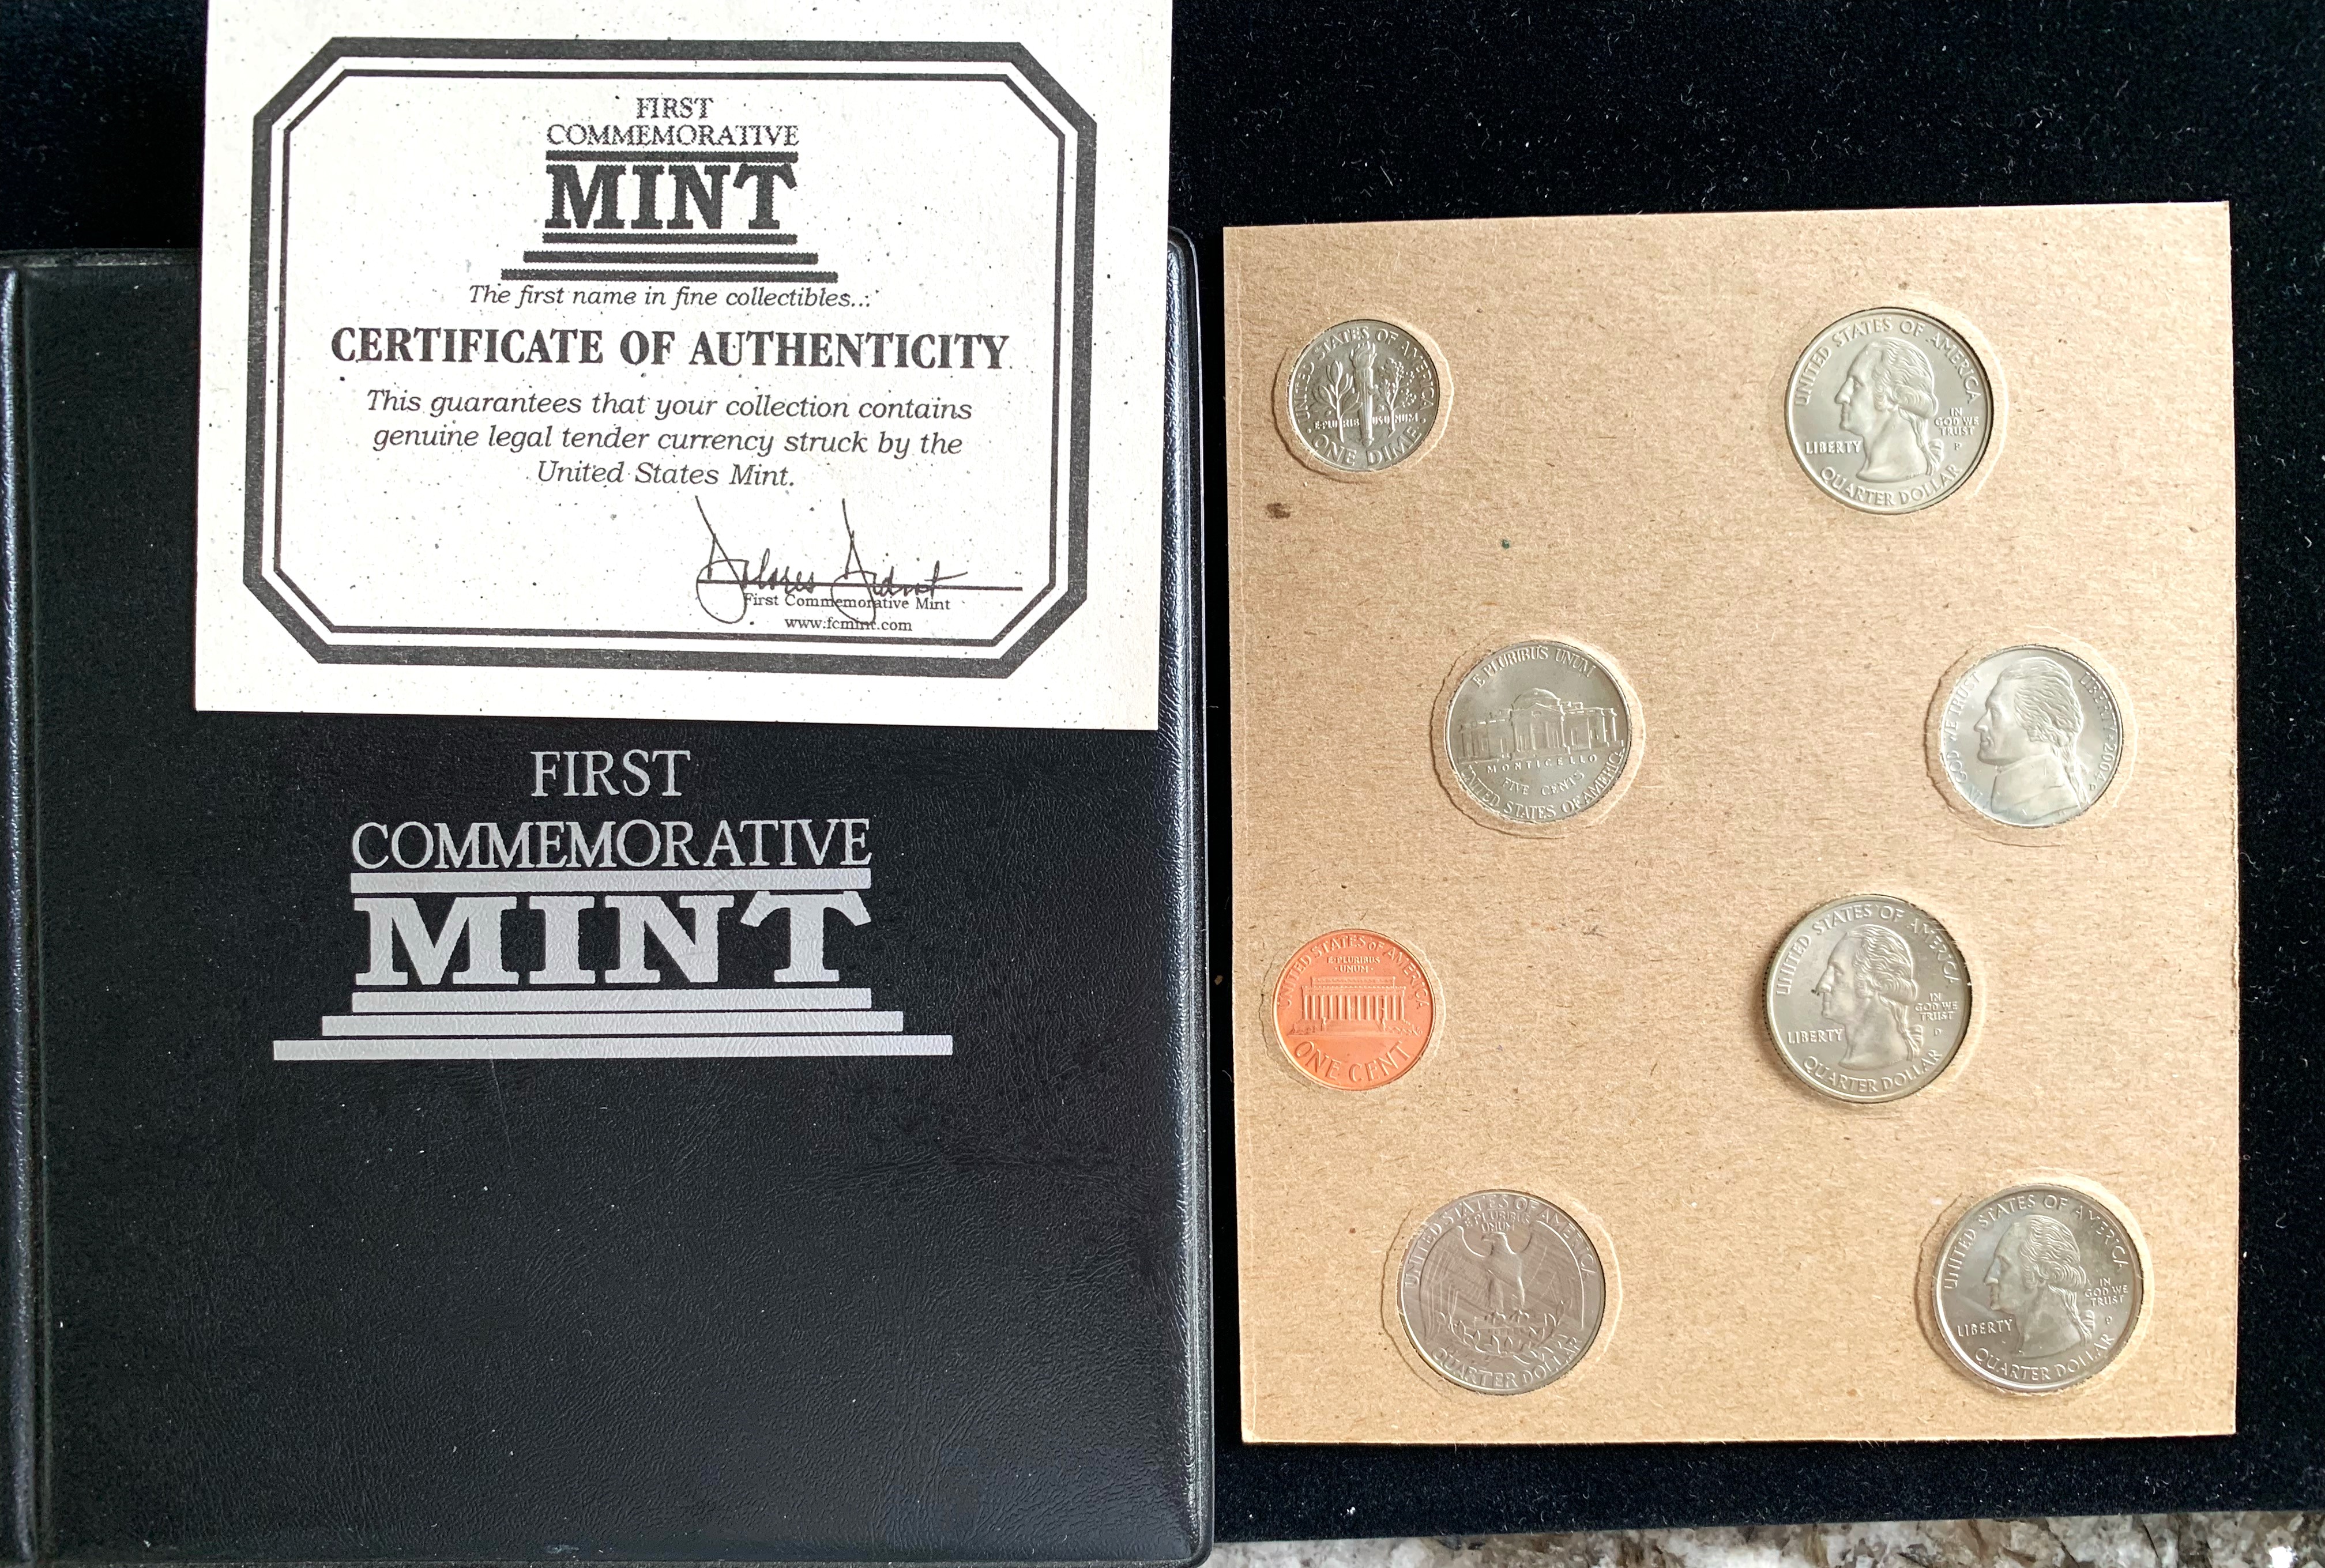 FIRST
COMMEMORATIVE
MINT
The first name in fine collectibles...
CERTIFICATE OF AUTHENTICITY
This guarantees that your collection contains
genuine legal tender currency struck by the
United States Mint.
First Commemorative Mint
www.fcmint.com
FIRST
COMMEMORATIVE
MINT
UNITED STATES OF AMERICA
E PLURIBUS UNUM
ONE DIME
UNITED STATES OF AMERICA
LIBERTY
IN
GOD WE
TRUST
P
QUARTER DOLLAR
E PLURIBUS UNUM
MONTICELLO
FIVE CENTS
UNITED STATES OF AMERICA
IN GOD WE TRUST
LIBERTY 2004
UNITED STATES OF AMERICA
E PLURIBUS
UNUM
ONE CENT
UNITED STATES OF AMERICA
LIBERTY
IN
GOD WE
TRUST
QUARTER DOLLAR
UNITED STATES OF AMERICA
E PLURIBUS
UNUM
QUARTER DOLLAR
UNITED STATES OF AMERICA
LIBERTY
IN
GOD WE
TRUST
QUARTER DOLLAR